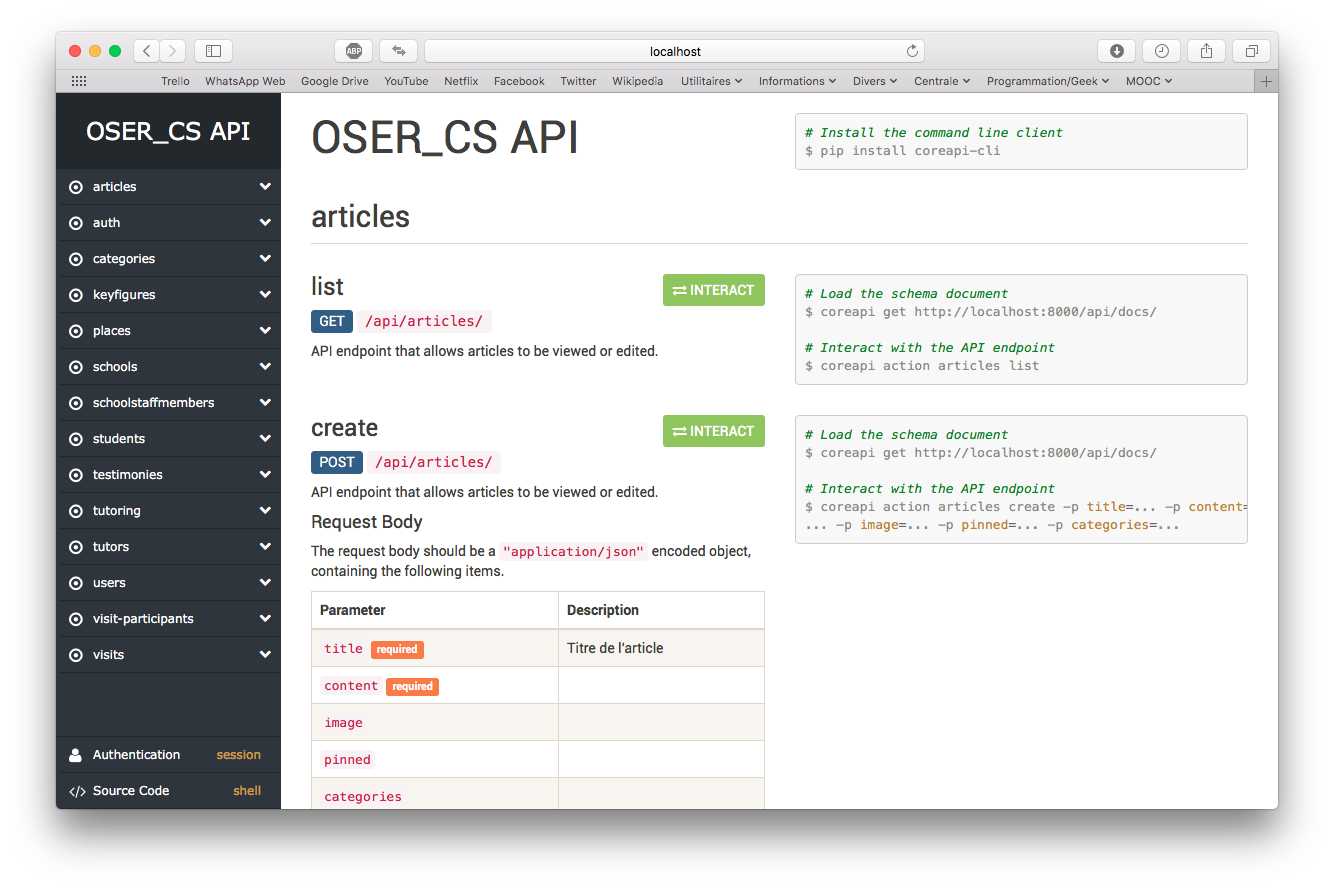 ABP
localhost
Trello WhatsApp Web Google Drive YouTube Netflix Facebook Twitter Wikipedia Utilitaires Informations Divers Centrale Programmation/Geek MOOC
OSER_CS API
articles
auth
categories
keyfigures
places
schools
schoolstaffmembers
students
testimonies
tutoring
tutors
users
visit-participants
visits
Authentication session
</> Source Code shell
OSER_CS API
# Install the command line client
$ pip install coreapi-cli
articles
list
INTERACT
GET /api/articles/
API endpoint that allows articles to be viewed or edited.
# Load the schema document
$ coreapi get http://localhost:8000/api/docs/
# Interact with the API endpoint
$ coreapi action articles list
create
INTERACT
POST /api/articles/
API endpoint that allows articles to be viewed or edited.
Request Body
The request body should be a "application/json" encoded object,
containing the following items.
Parameter Description
title required Titre de l'article
content required
image
pinned
categories
# Load the schema document
$ coreapi get http://localhost:8000/api/docs/
# Interact with the API endpoint
$ coreapi action articles create -p title=... -p content=
... -p image=... -p pinned=... -p categories=...